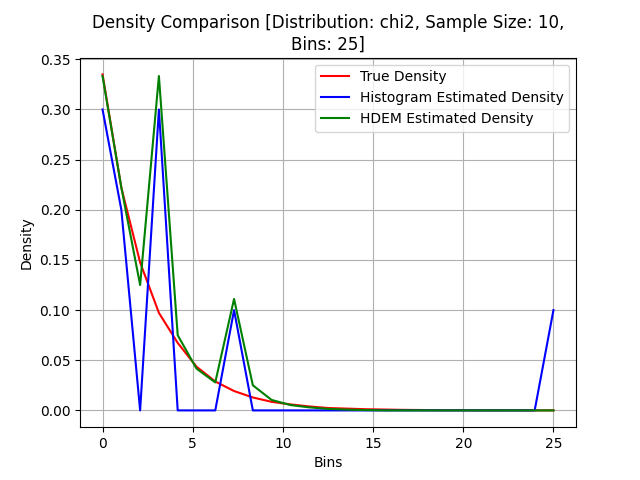 Density Comparison [Distribution: chi2, Sample Size: 10,
Bins: 25]
True Density
Histogram Estimated Density
HDEM Estimated Density
Density
0.35
0.30
0.25
0.20
0.15
0.10
0.05
0.00
0 5 10 15 20 25
Bins